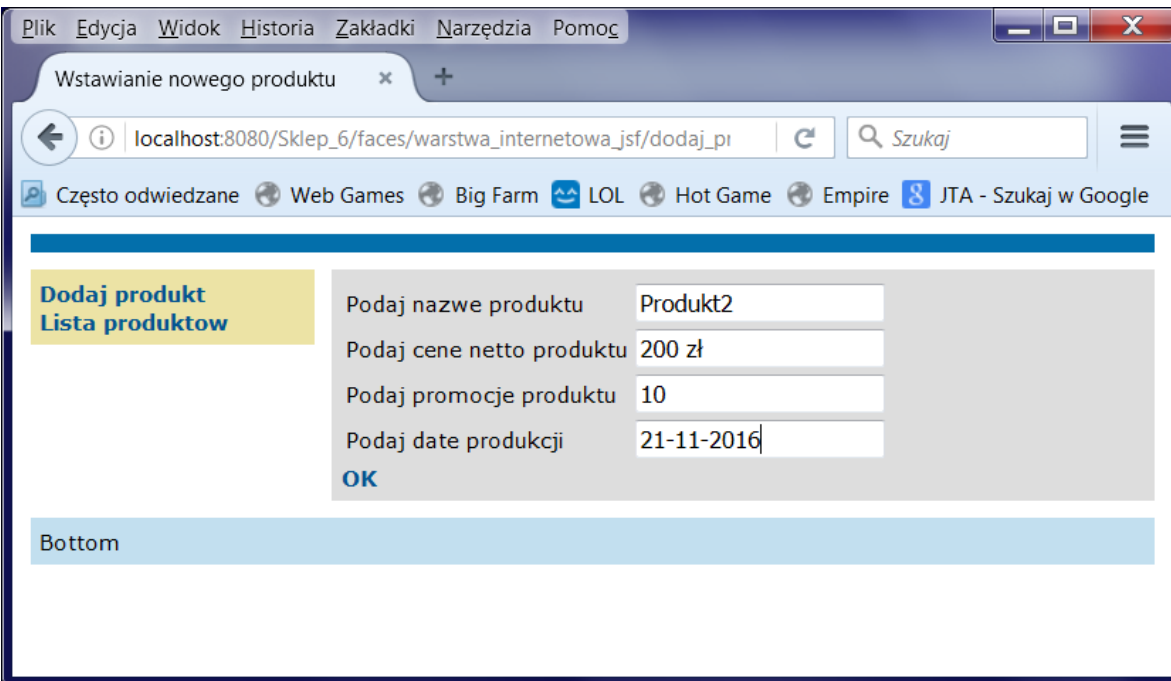 Plik Edycja Widok Historia Zakładki Narzędzia Pomoc
Wstawianie nowego produktu
localhost:8080/Sklep_6/faces/warstwa_internetowa_jsf/dodaj_pr
Szukaj
Często odwiedzane Web Games Big Farm LOL Hot Game Empire 8 JTA - Szukaj w Google
Dodaj produkt
Lista produktow
Podaj nazwe produktu Produkt2
Podaj cene netto produktu 200 zł
Podaj promocje produktu 10
Podaj date produkcji 21-11-2016
OK
Bottom